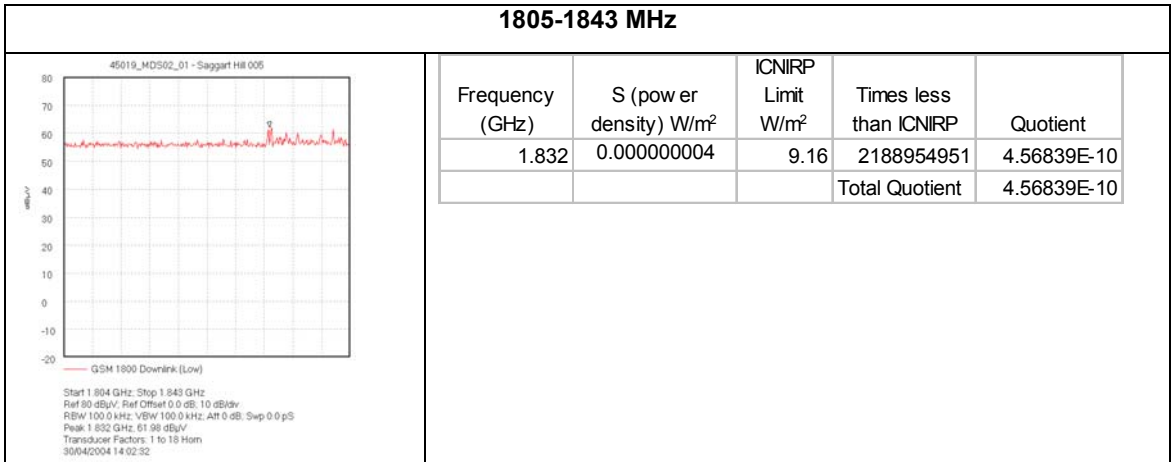 1805-1843 MHz
45019_MDS02_01 - Saggart Hill 005
80
70
60
50
40
30
20
10
0
-10
-20
dBµV
GSM 1800 Downlink (Low)
Start 1.804 GHz; Stop 1.843 GHz
Ref 80 dBµV; Ref Offset 0.0 dB; 10 dB/div
RBW 100.0 kHz; VBW 100.0 kHz; Att 0 dB; Swp 0.0 pS
Peak 1.832 GHz, 61.98 dBµV
Transducer Factors: 1 to 18 Horn
30/04/2004 14:02:32
Frequency (GHz) S (pow er density) W/m² ICNIRP Limit W/m² Times less than ICNIRP Quotient
1.832 0.000000004 9.16 2188954951 4.56839E-10
Total Quotient 4.56839E-10